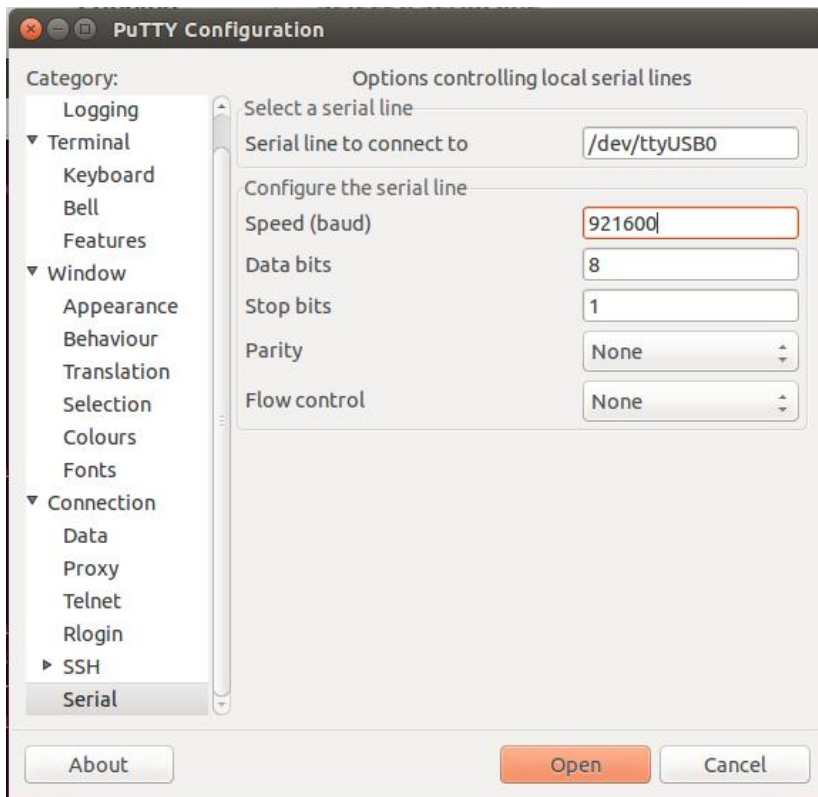 PuTTY Configuration
Category:
Options controlling local serial lines
Logging
Terminal
Keyboard
Bell
Features
Window
Appearance
Behaviour
Translation
Selection
Colours
Fonts
Connection
Data
Proxy
Telnet
Rlogin
SSH
Serial
Select a serial line
Serial line to connect to /dev/ttyUSB0
Configure the serial line
Speed (baud) 921600
Data bits 8
Stop bits 1
Parity None
Flow control None
About Open Cancel